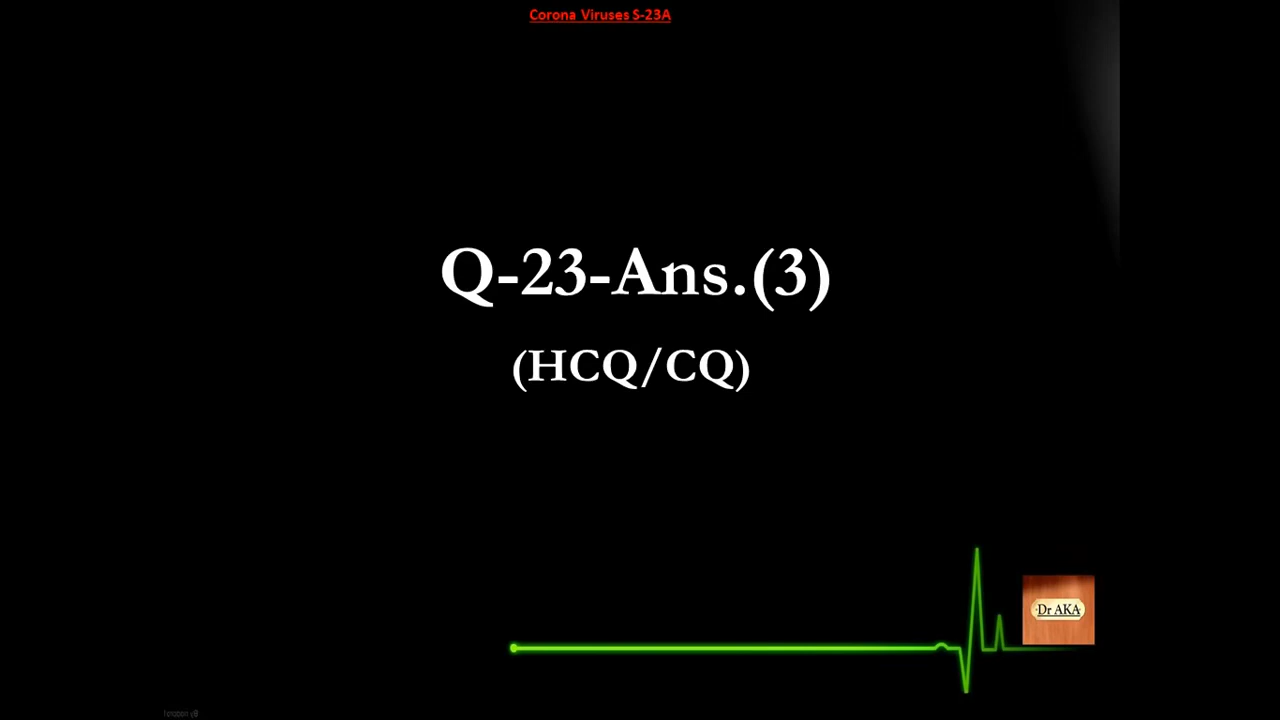 Corona Viruses S-23A
Q-23-Ans.(3)
(HCQ/CQ)
Dr AKA